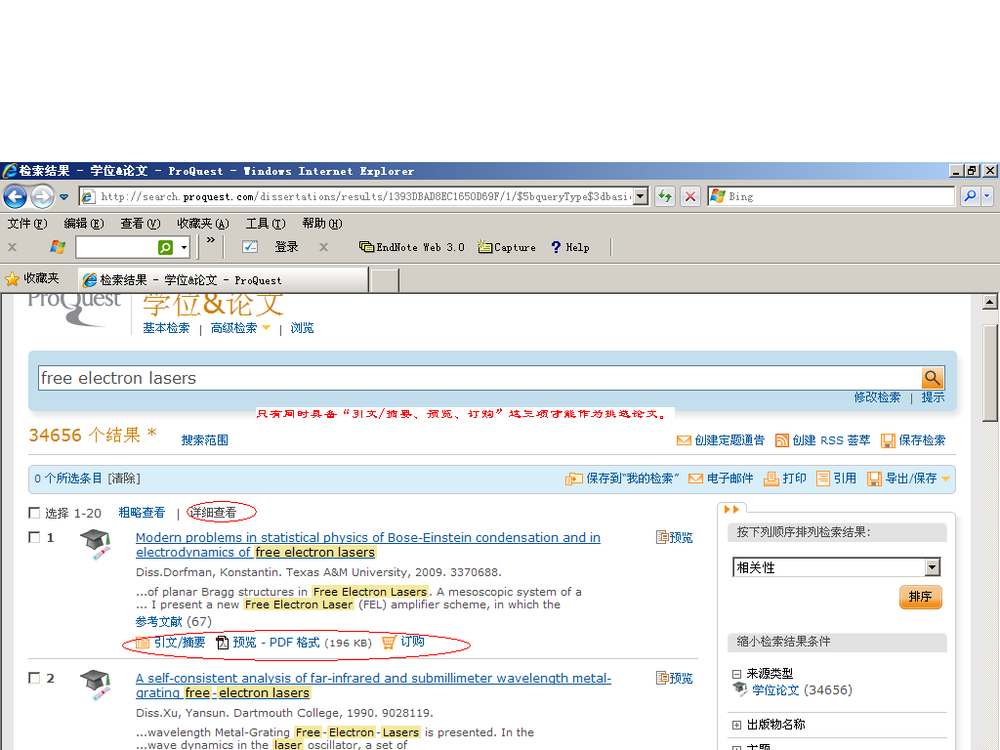 检索结果 - 学位&论文 - ProQuest - Windows Internet Explorer
http://search.proquest.com/dissertations/results/1393DBAD8EC1650D69F/1/$5bqueryType$3dbasi
Bing
文件(F) 编辑(E) 查看(V) 收藏夹(A) 工具(T) 帮助(H)
登录 EndNote Web 3.0 Capture ? Help
收藏夹 检索结果 - 学位&论文 - ProQuest
ProQuest 学位&论文
基本检索 | 高级检索 | 浏览
free electron lasers
修改检索 | 提示
只有同时具备“引文/摘要、预览、订购”这三项才能作为挑选论文。
34656 个结果 * 搜索范围 创建定题通告 创建 RSS 荟萃 保存检索
0 个所选条目 [清除] 保存到“我的检索” 电子邮件 打印 引用 导出/保存
选择 1-20 粗略查看 | 详细查看
1 Modern problems in statistical physics of Bose-Einstein condensation and in
electrodynamics of free electron lasers
预览
Diss.Dorfman, Konstantin. Texas A&M University, 2009. 3370688.
...of planar Bragg structures in Free Electron Lasers. A mesoscopic system of a
... I present a new Free Electron Laser (FEL) amplifier scheme, in which the
参考文献 (67)
引文/摘要 预览 - PDF 格式 (196 KB) 订购
2 A self-consistent analysis of far-infrared and submillimeter wavelength metal-
grating free-electron lasers
预览
Diss.Xu, Yansun. Dartmouth College, 1990. 9028119.
...wavelength Metal-Grating Free-Electron-Lasers is presented. In the
...wave dynamics in the laser oscillator, a set of
按下列顺序排列检索结果:
相关性
排序
缩小检索结果条件
来源类型
学位论文 (34656)
出版物名称
主题